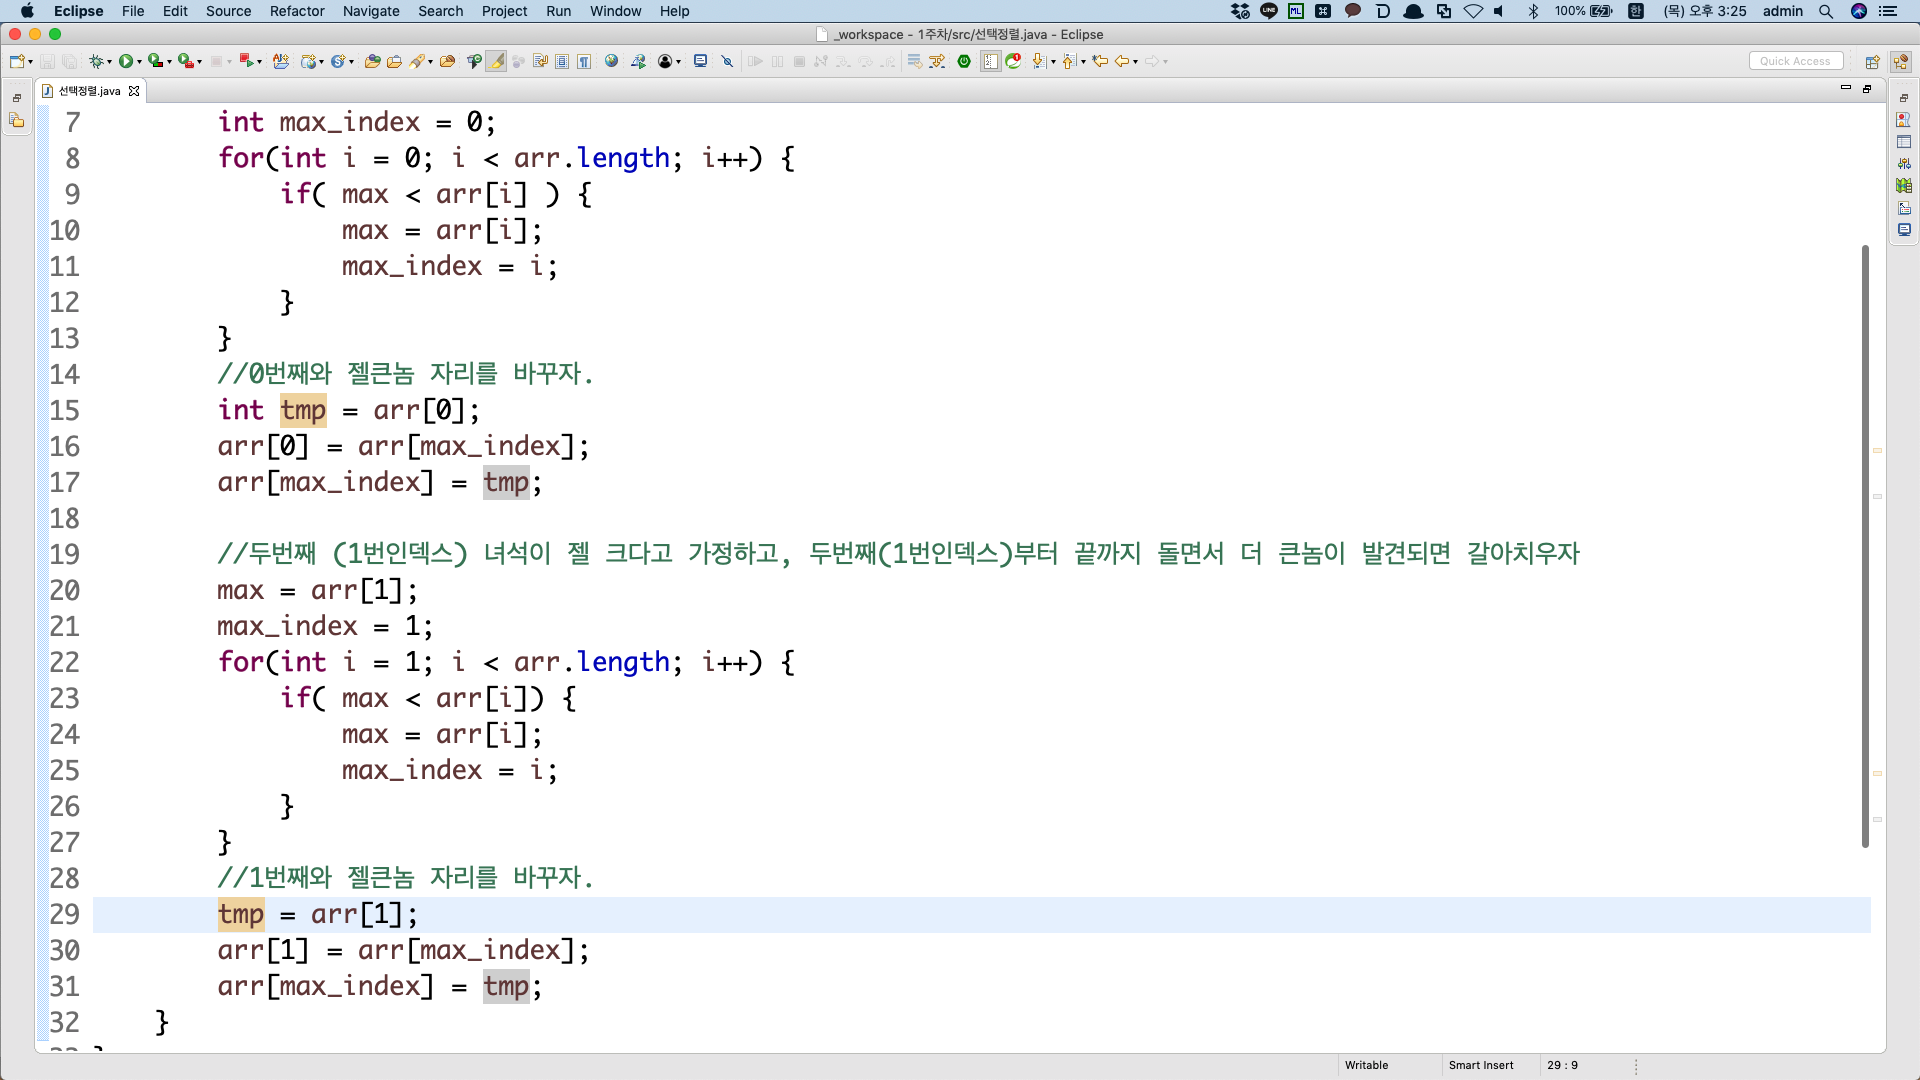 Eclipse File Edit Source Refactor Navigate Search Project Run Window Help LINE ML 100% 한 (목) 오후 3:25 admin
_workspace - 1주차/src/선택정렬.java - Eclipse
Quick Access
선택정렬.java
7 int max_index = 0;
8 for(int i = 0; i < arr.length; i++) {
9 if( max < arr[i] ) {
10 max = arr[i];
11 max_index = i;
12 }
13 }
14 //0번째와 젤큰놈 자리를 바꾸자.
15 int tmp = arr[0];
16 arr[0] = arr[max_index];
17 arr[max_index] = tmp;
18
19 //두번째 (1번인덱스) 녀석이 젤 크다고 가정하고, 두번째(1번인덱스)부터 끝까지 돌면서 더 큰놈이 발견되면 갈아치우자
20 max = arr[1];
21 max_index = 1;
22 for(int i = 1; i < arr.length; i++) {
23 if( max < arr[i]) {
24 max = arr[i];
25 max_index = i;
26 }
27 }
28 //1번째와 젤큰놈 자리를 바꾸자.
29 tmp = arr[1];
30 arr[1] = arr[max_index];
31 arr[max_index] = tmp;
32 }
Writable Smart Insert 29 : 9